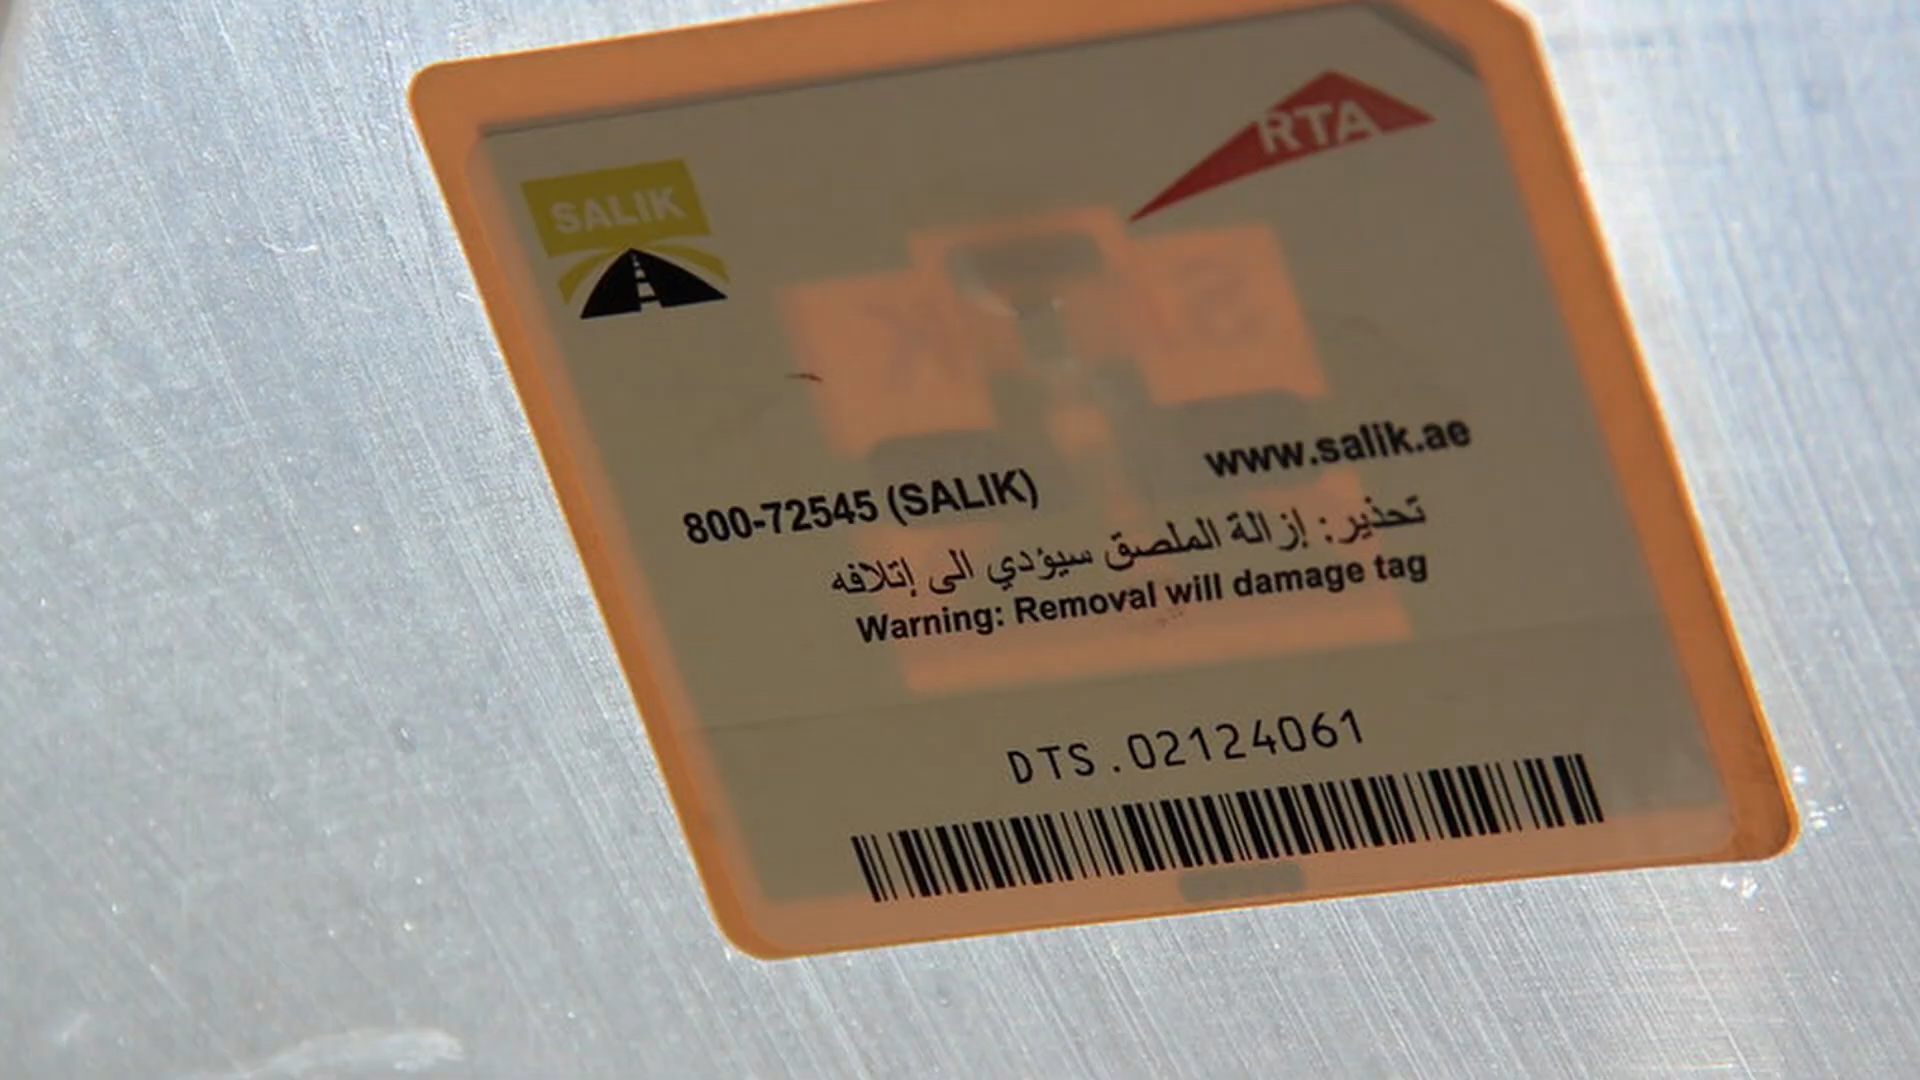 SALIK
RTA
800-72545 (SALIK)
www.salik.ae
تحذير: إزالة الملصق سيؤدي الى إتلافه
Warning: Removal will damage tag
DTS.02124061